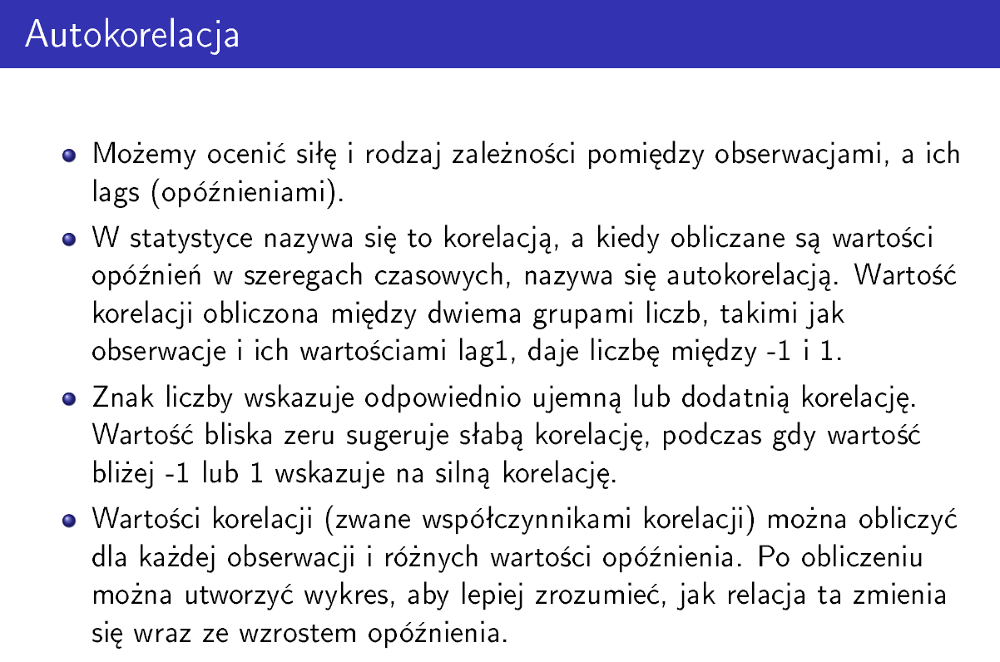 Autokorelacja
Możemy ocenić siłę i rodzaj zależności pomiędzy obserwacjami, a ich
lags (opóźnieniami).
W statystyce nazywa się to korelacją, a kiedy obliczane są wartości
opóźnień w szeregach czasowych, nazywa się autokorelacją. Wartość
korelacji obliczona między dwiema grupami liczb, takimi jak
obserwacje i ich wartościami lag1, daje liczbę między -1 i 1.
Znak liczby wskazuje odpowiednio ujemną lub dodatnią korelację.
Wartość bliska zeru sugeruje słabą korelację, podczas gdy wartość
bliżej -1 lub 1 wskazuje na silną korelację.
Wartości korelacji (zwane współczynnikami korelacji) można obliczyć
dla każdej obserwacji i różnych wartości opóźnienia. Po obliczeniu
można utworzyć wykres, aby lepiej zrozumieć, jak relacja ta zmienia
się wraz ze wzrostem opóźnienia.